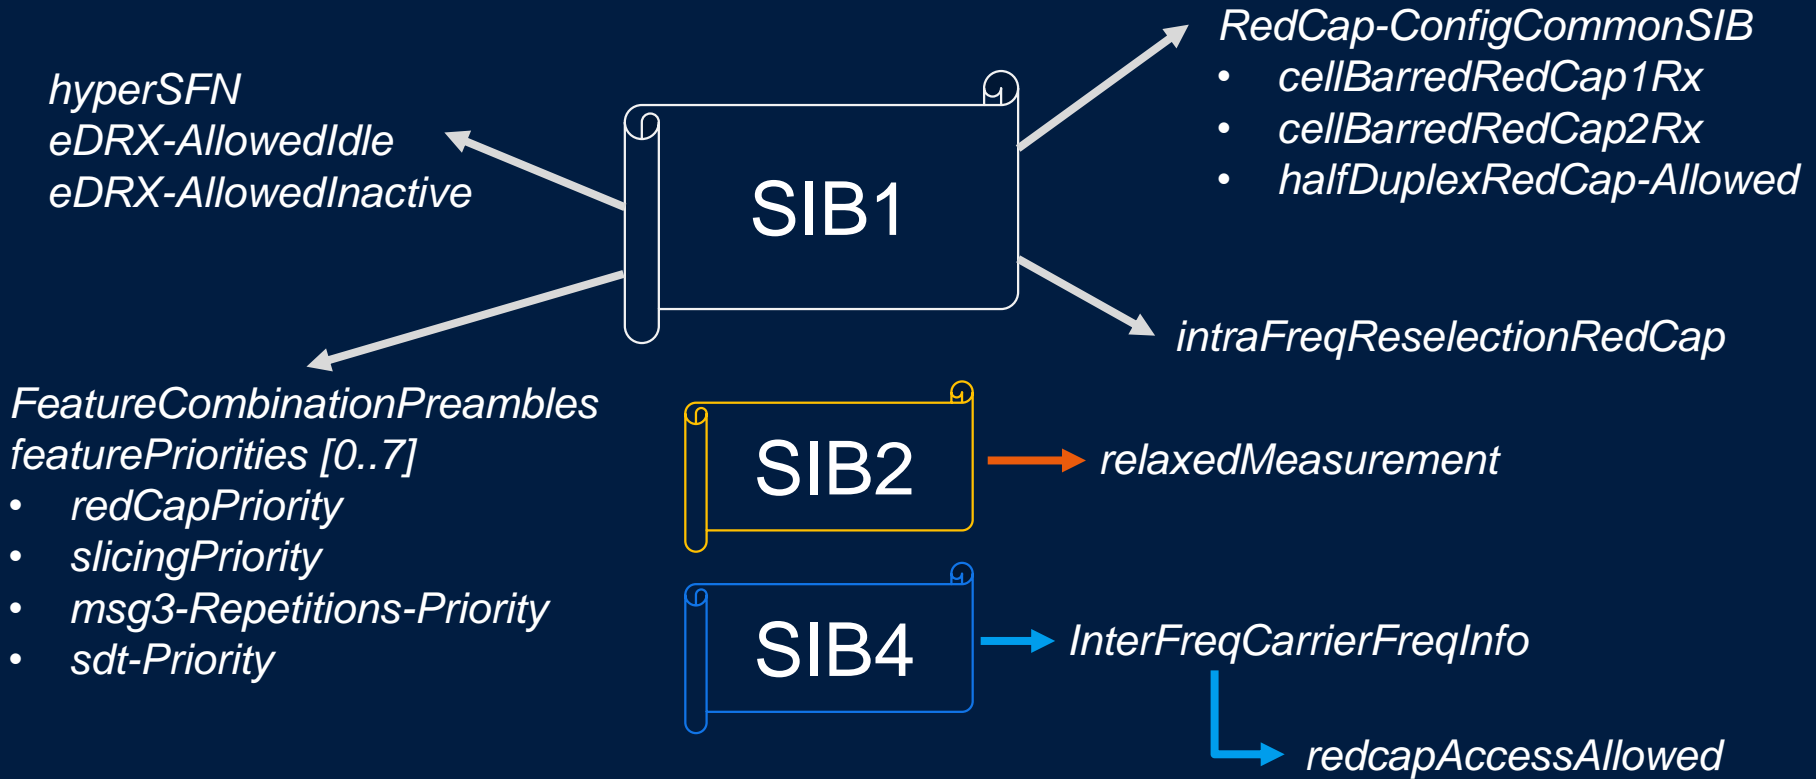 hyperSFN
eDRX-AllowedIdle
eDRX-AllowedInactive
SIB1
RedCap-ConfigCommonSIB
• cellBarredRedCap1Rx
• cellBarredRedCap2Rx
• halfDuplexRedCap-Allowed
intraFreqReselectionRedCap
FeatureCombinationPreambles
featurePriorities [0..7]
• redCapPriority
• slicingPriority
• msg3-Repetitions-Priority
• sdt-Priority
SIB2
relaxedMeasurement
SIB4
InterFreqCarrierFreqInfo
redcapAccessAllowed